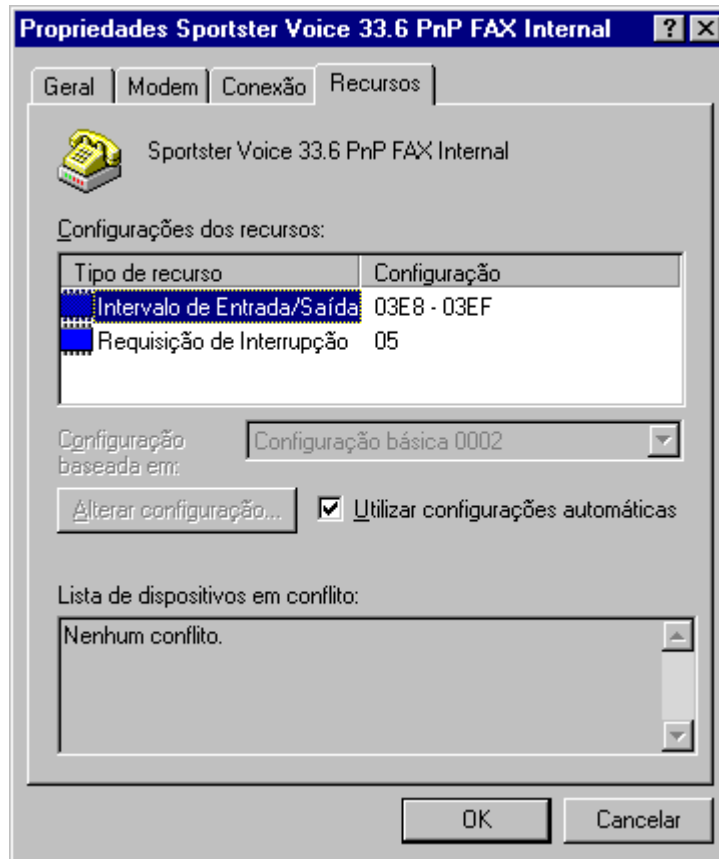 Propriedades Sportster Voice 33.6 PnP FAX Internal ? ×
Geral Modem Conexão Recursos
Sportster Voice 33.6 PnP FAX Internal
Configurações dos recursos:
Tipo de recurso Configuração
Intervalo de Entrada/Saída 03E8 - 03EF
Requisição de Interrupção 05
Configuração baseada em: Configuração básica 0002
Alterar configuração... Utilizar configurações automáticas
Lista de dispositivos em conflito:
Nenhum conflito.
OK Cancelar